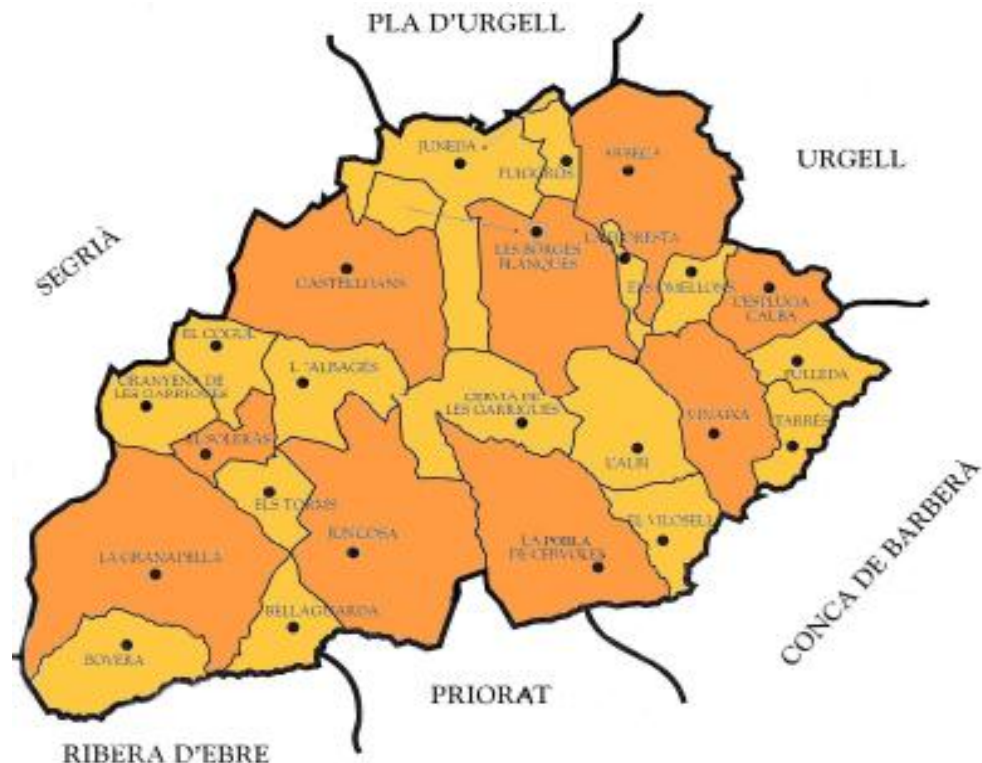 PLA D'URGELL
URGELL
SEGRIÀ
JUNEDA
PUIGGROS
ARBECA
LES BORGES
BLANQUES
LA FLORESTA
ELS OMELLONS
L'ESPLUGA
CALBA
CASTELLDANS
EL COGUL
L'ALBAGÉS
GRANYENA DE
LES GARRIGUES
CERVIÀ DE
LES GARRIGUES
FULLEDA
TARRÉS
VINAIXA
L'ALBI
EL SOLERÀS
ELS TORMS
EL VILOSELL
JUNCOSA
LA POBLA
DE CÉRVOLES
LA GRANADELLA
BELLAGUARDA
BOVERA
CONCA DE BARBERÀ
PRIORAT
RIBERA D'EBRE